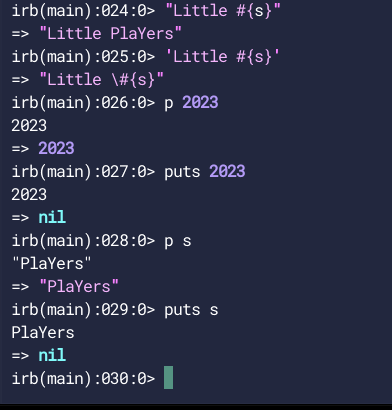 irb(main):024:0> "Little #{s}"
=> "Little PlaYers"
irb(main):025:0> 'Little #{s}'
=> "Little \#{s}"
irb(main):026:0> p 2023
2023
=> 2023
irb(main):027:0> puts 2023
2023
=> nil
irb(main):028:0> p s
"PlaYers"
=> "PlaYers"
irb(main):029:0> puts s
PlaYers
=> nil
irb(main):030:0>